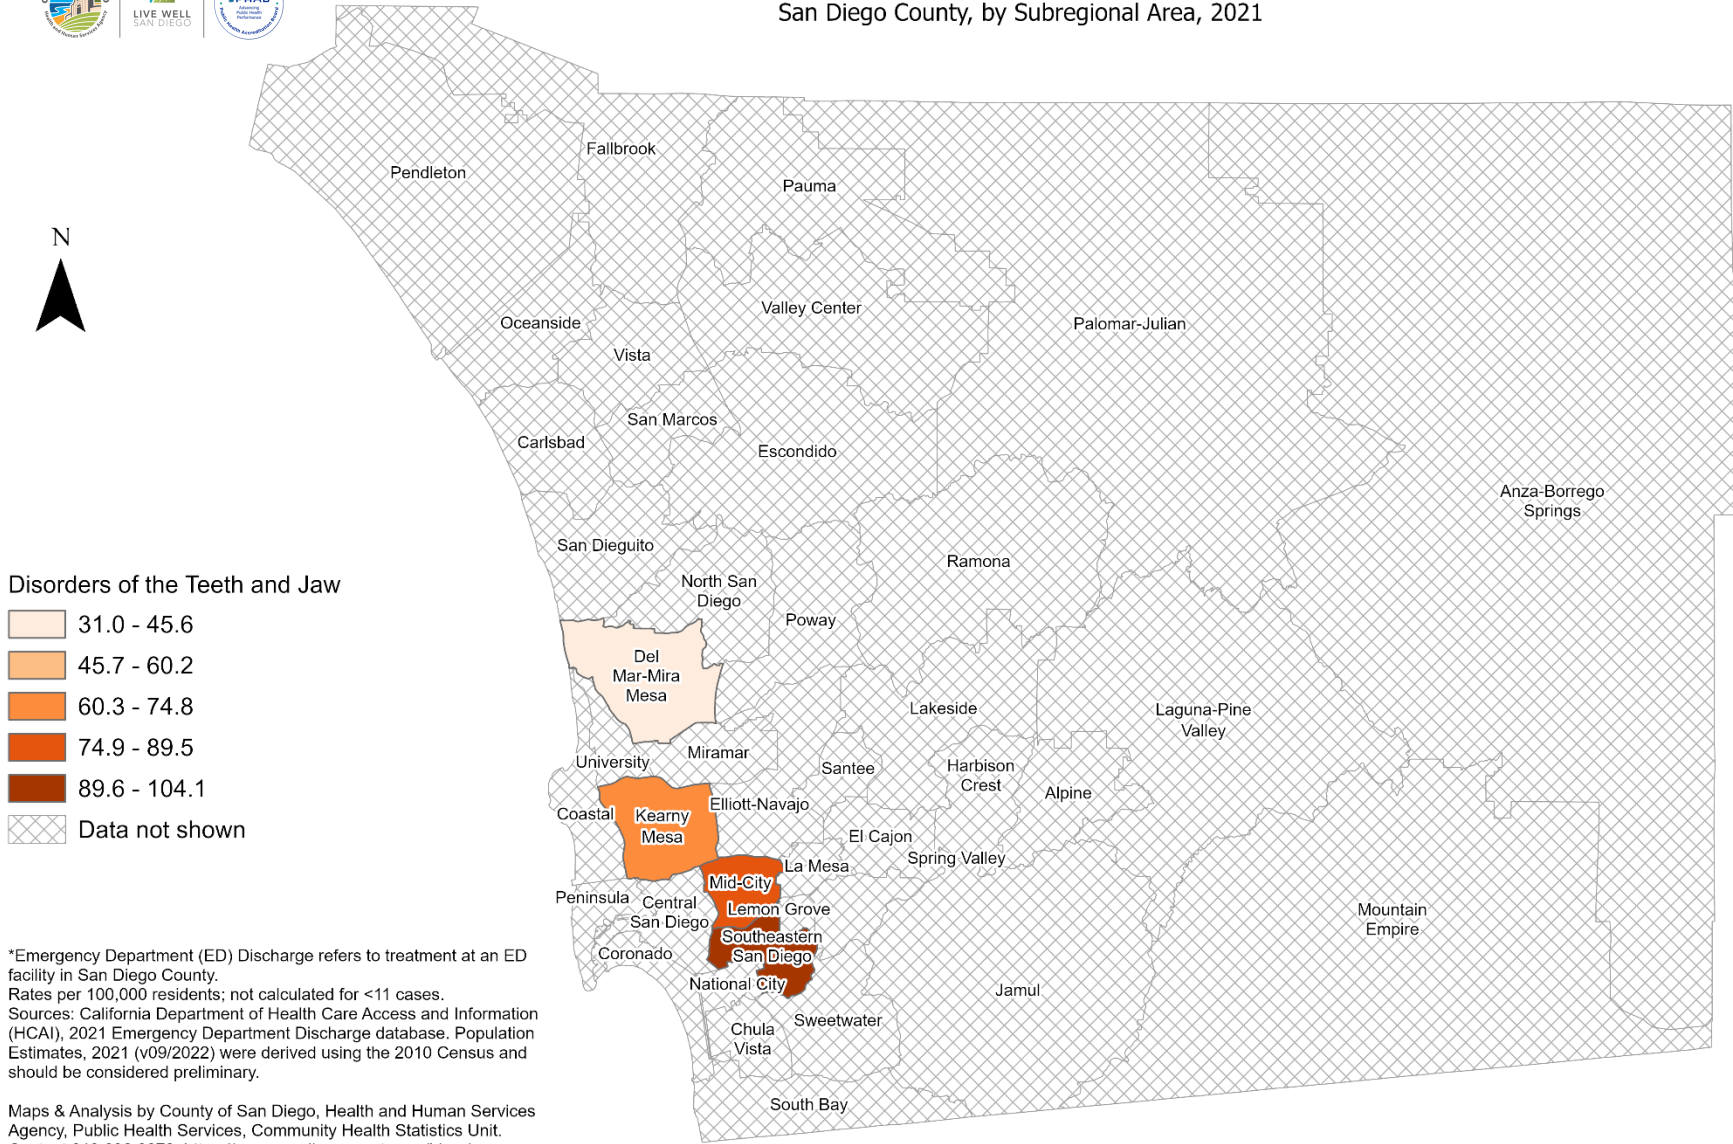 LIVE WELL
SAN DIEGO
Advancing
Public Health
Performance
San Diego County, by Subregional Area, 2021
N
Fallbrook
Pendleton
Pauma
Valley Center
Oceanside
Palomar-Julian
Vista
San Marcos
Carlsbad
Escondido
Anza-Borrego
Springs
San Dieguito
Ramona
North San
Diego
Poway
Del
Mar-Mira
Mesa
Lakeside
Laguna-Pine
Valley
Miramar
University
Santee
Harbison
Crest
Alpine
Elliott-Navajo
Coastal
Kearny
Mesa
El Cajon
Spring Valley
La Mesa
Mid-City
Peninsula
Central
San Diego
Lemon Grove
Mountain
Empire
Southeastern
San Diego
Coronado
National City
Jamul
Sweetwater
Chula
Vista
South Bay
Disorders of the Teeth and Jaw
31.0 - 45.6
45.7 - 60.2
60.3 - 74.8
74.9 - 89.5
89.6 - 104.1
Data not shown
*Emergency Department (ED) Discharge refers to treatment at an ED
facility in San Diego County.
Rates per 100,000 residents; not calculated for <11 cases.
Sources: California Department of Health Care Access and Information
(HCAI), 2021 Emergency Department Discharge database. Population
Estimates, 2021 (v09/2022) were derived using the 2010 Census and
should be considered preliminary.
Maps & Analysis by County of San Diego, Health and Human Services
Agency, Public Health Services, Community Health Statistics Unit.